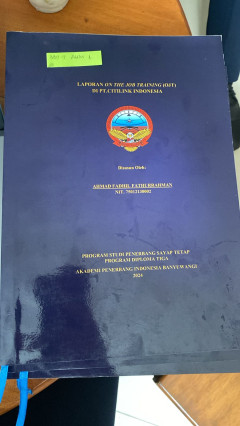 LAPORAN ON THE JOB TRAINING (OJT)
DI PT.CITILINK INDONESIA
Disusun Oleh:
AHMAD FADHIL FATHURRAHMAN
PROGRAM STUDI PENERBANG SAYAP TETAP
PROGRAM DIPLOMA TIGA
AKADEMI PENERBANG INDONESIA BANYUWANGI
2024